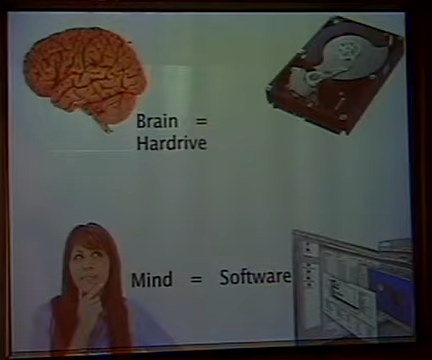 Brain =
Hardrive
Mind = Software